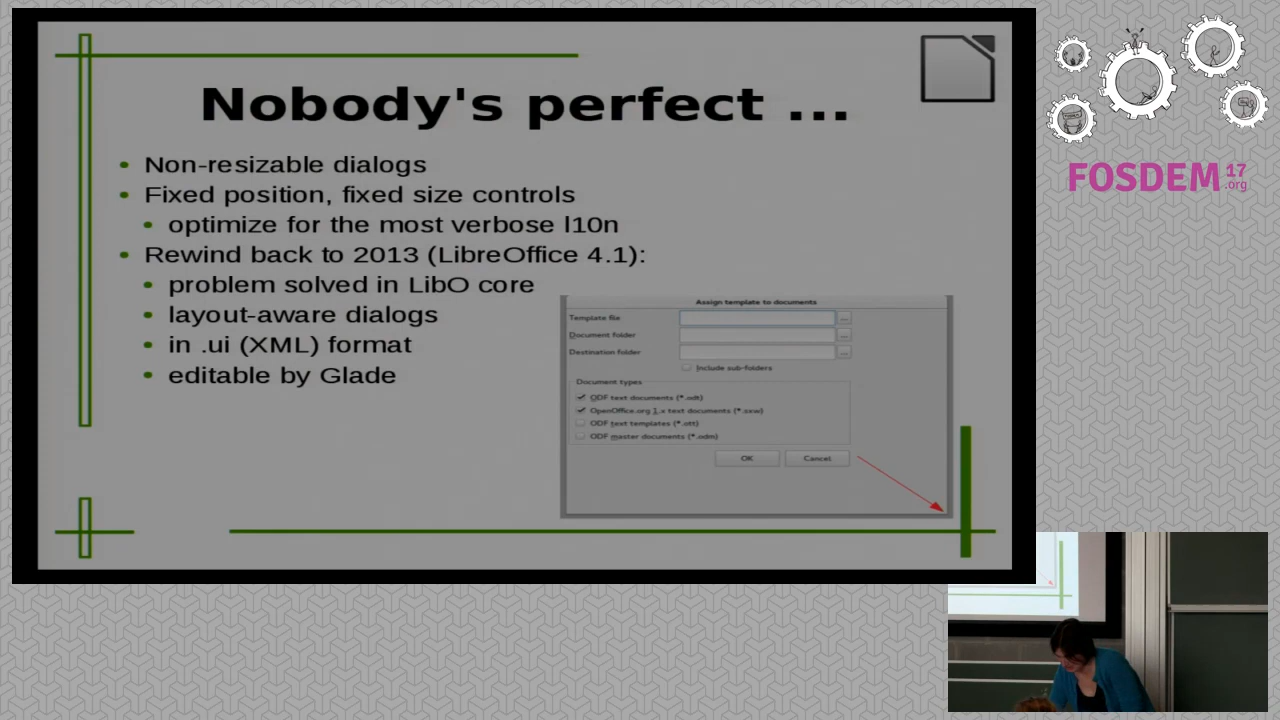 Nobody's perfect ...
• Non-resizable dialogs
• Fixed position, fixed size controls
• optimize for the most verbose l10n
• Rewind back to 2013 (LibreOffice 4.1):
• problem solved in LibO core
• layout-aware dialogs
• in .ui (XML) format
• editable by Glade
Assign template to documents
Template file
...
Document folder
...
Destination folder
...
Include sub-folders
Document types
ODF text documents (*.odt)
OpenOffice.org 1.x text documents (*.sxw)
ODF text templates (*.ott)
ODF master documents (*.odm)
OK Cancel
FOSDEM 17
.org